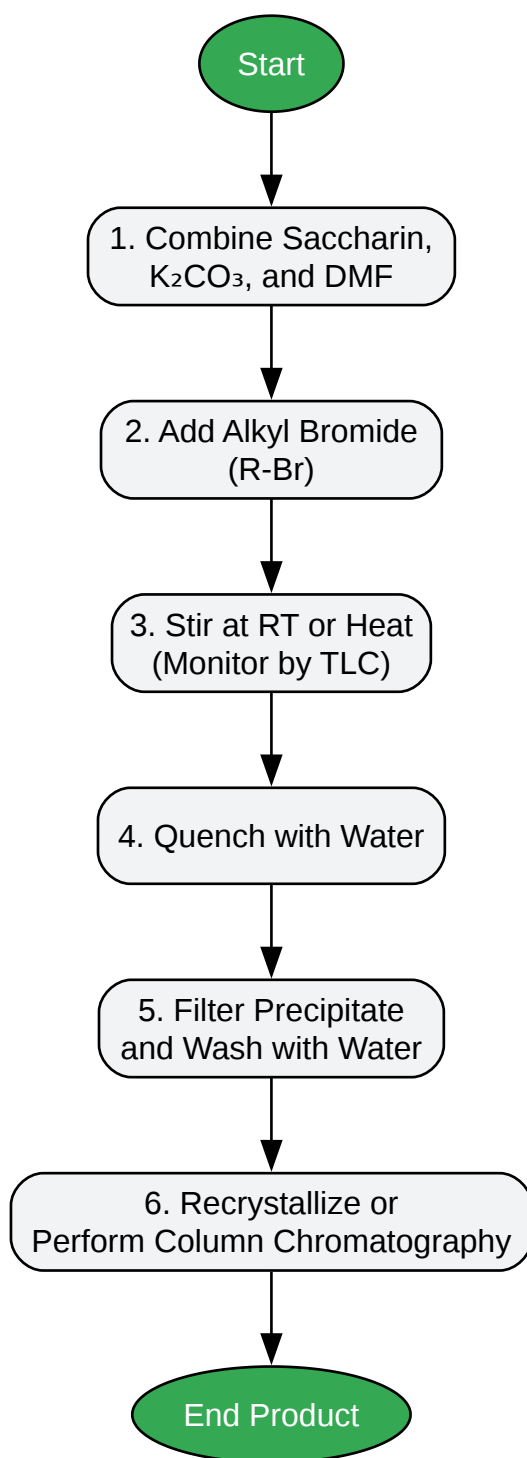 Start
1. Combine Saccharin,
K₂CO₃, and DMF
2. Add Alkyl Bromide
(R-Br)
3. Stir at RT or Heat
(Monitor by TLC)
4. Quench with Water
5. Filter Precipitate
and Wash with Water
6. Recrystallize or
Perform Column Chromatography
End Product